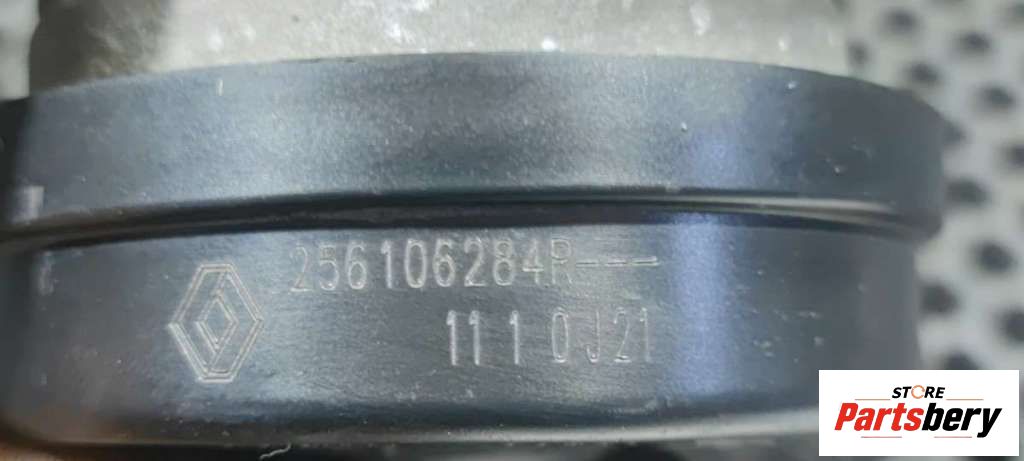 256106284R---
111 0J21
STORE
Partsbery